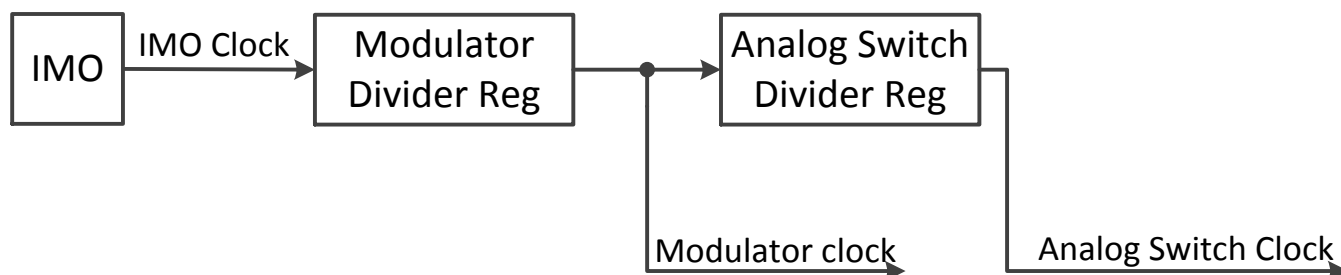 IMO
IMO Clock
Modulator
Divider Reg
Analog Switch
Divider Reg
Modulator clock
Analog Switch Clock